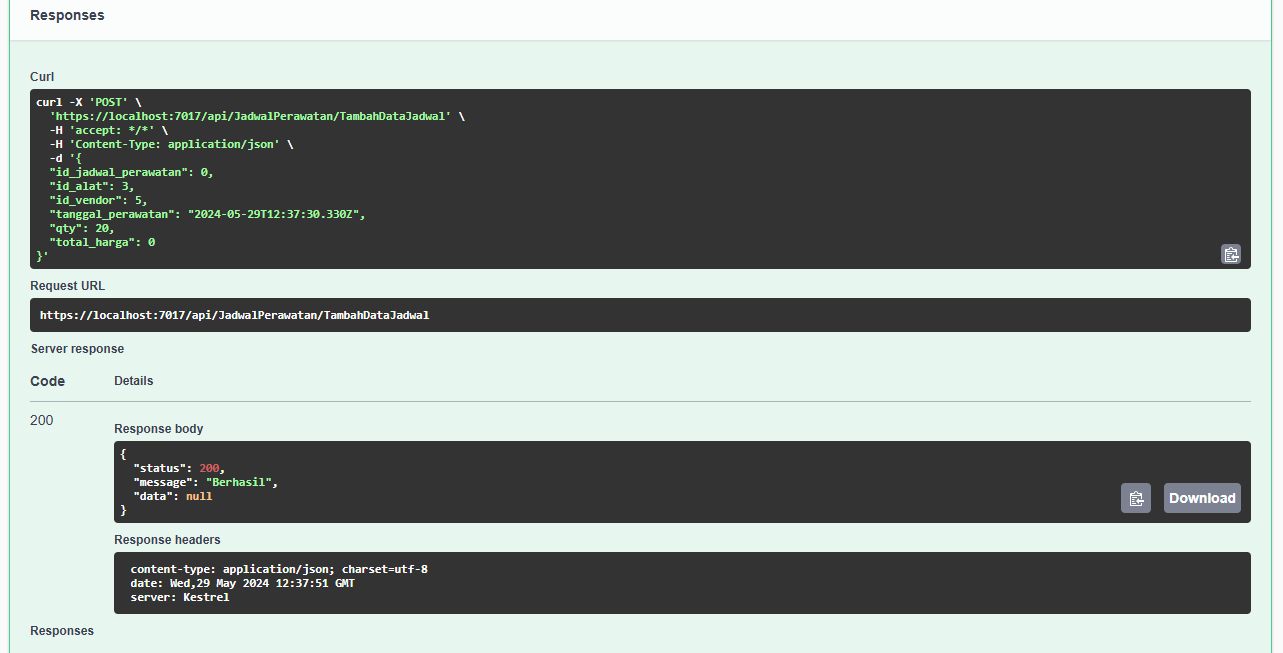 Responses
Curl
curl -X 'POST' \
  'https://localhost:7017/api/JadwalPerawatan/TambahDataJadwal' \
  -H 'accept: */*' \
  -H 'Content-Type: application/json' \
  -d '{
  "id_jadwal_perawatan": 0,
  "id_alat": 3,
  "id_vendor": 5,
  "tanggal_perawatan": "2024-05-29T12:37:30.330Z",
  "qty": 20,
  "total_harga": 0
}'
Request URL
https://localhost:7017/api/JadwalPerawatan/TambahDataJadwal
Server response
Code Details
200
Response body
{
  "status": 200,
  "message": "Berhasil",
  "data": null
}
Download
Response headers
content-type: application/json; charset=utf-8
date: Wed,29 May 2024 12:37:51 GMT
server: Kestrel
Responses